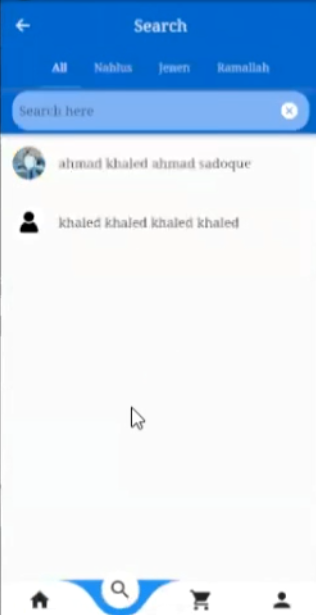 Search
All Nablus Jenen Ramallah
Search here
ahmad khaled ahmad sadoque
khaled khaled khaled khaled